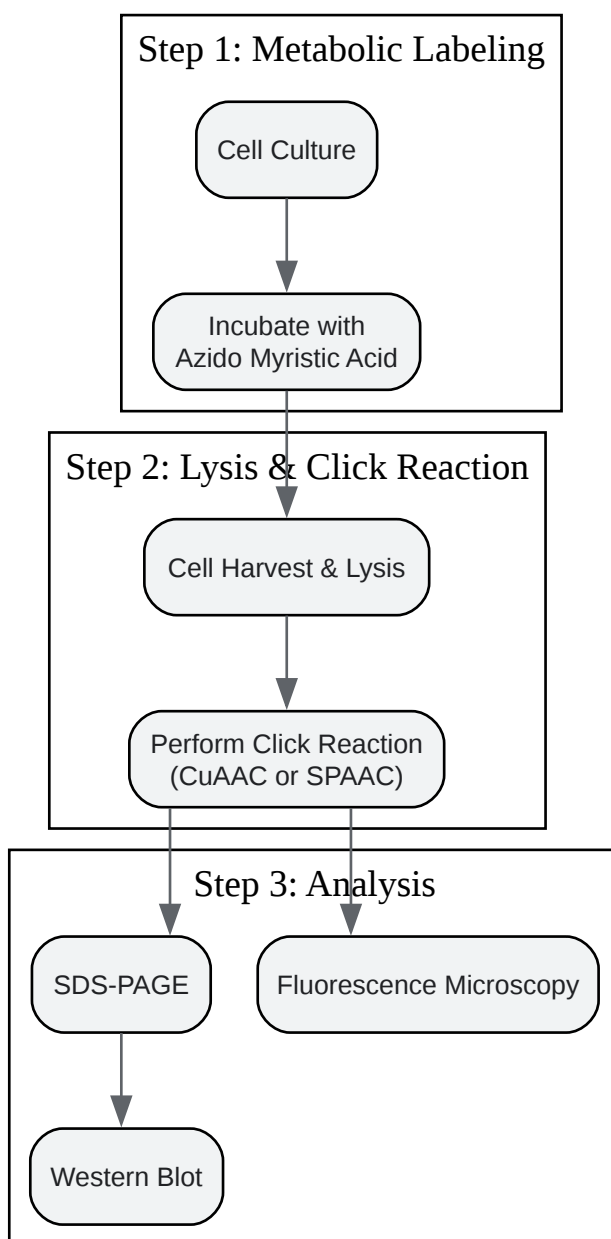 Step 1: Metabolic Labeling
Cell Culture
Incubate with
Azido Myristic Acid
Step 2: Lysis & Click Reaction
Cell Harvest & Lysis
Perform Click Reaction
(CuAAC or SPAAC)
Step 3: Analysis
SDS-PAGE
Fluorescence Microscopy
Western Blot